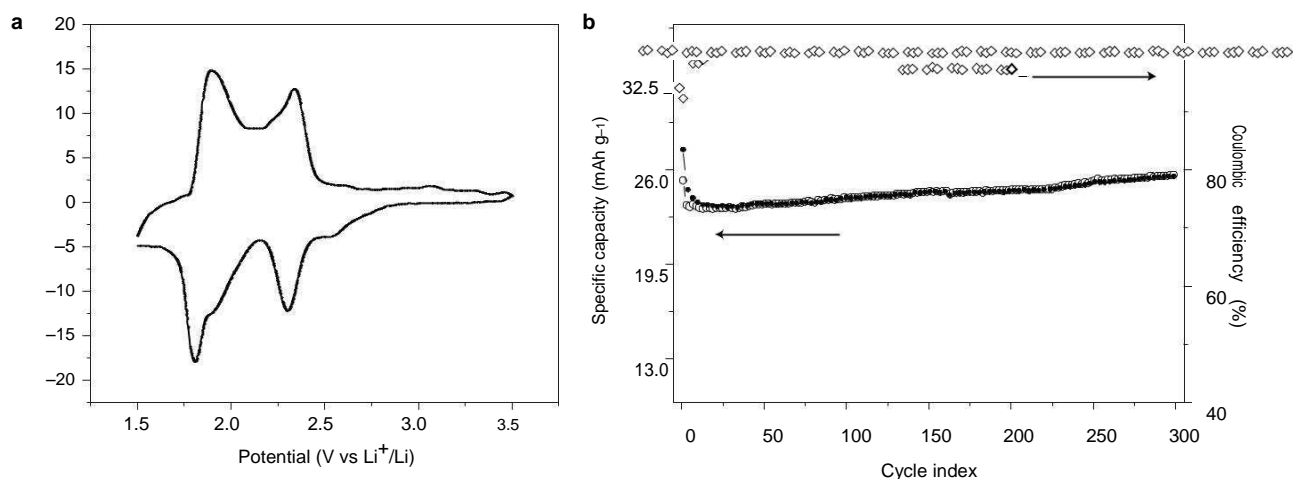 a
20
15
10
5
0
–5
–10
–15
–20
1.5 2.0 2.5 3.0 3.5
Potential (V vs Li+/Li)
b
Specific capacity (mAh g–1)
32.5
26.0
19.5
13.0
0 50 100 150 200 250 300
Cycle index
80
60
40
Coulombic efficiency (%)